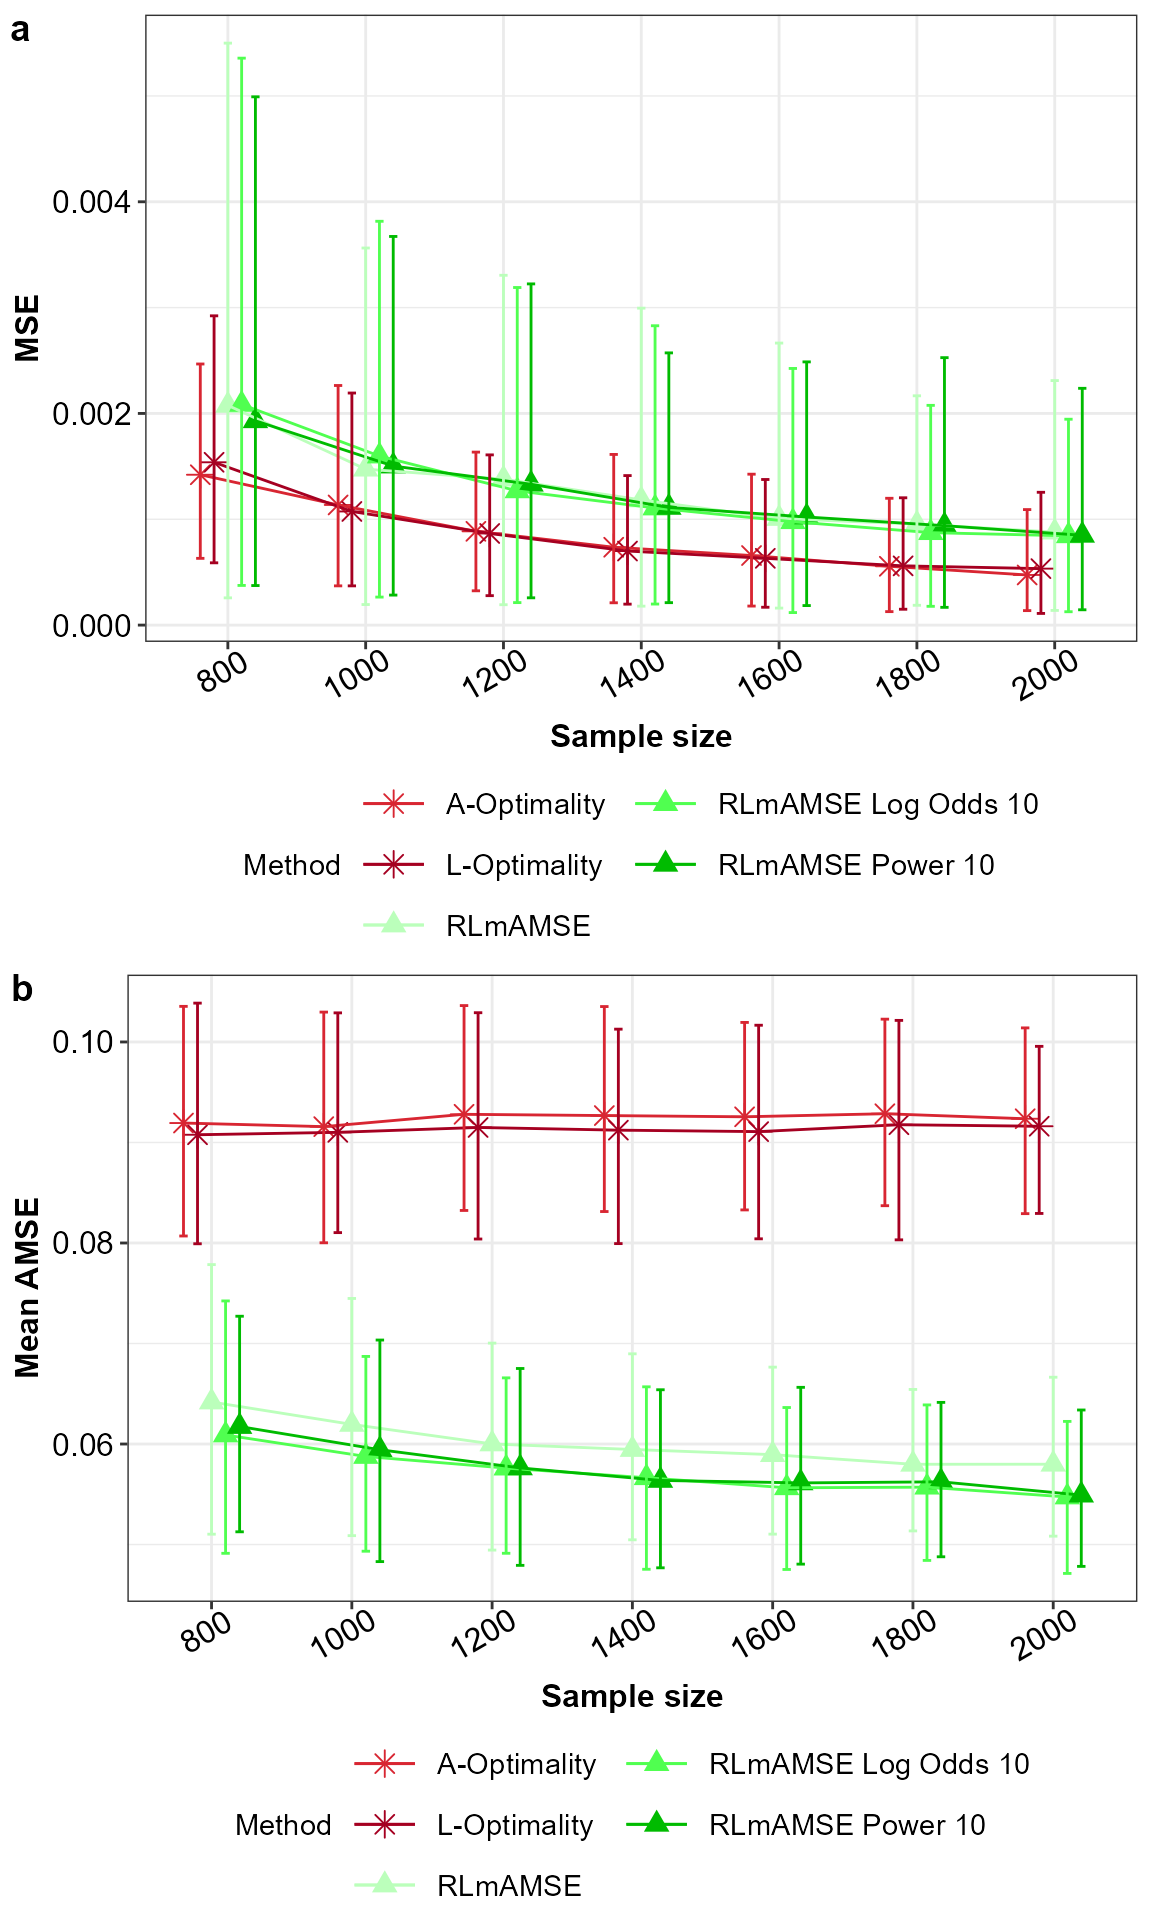 a
0.004
0.002
0.000
MSE
800 1000 1200 1400 1600 1800 2000
Sample size
A-Optimality RLmAMSE Log Odds 10
Method L-Optimality RLmAMSE Power 10
RLmAMSE
b
0.10
0.08
0.06
Mean AMSE
800 1000 1200 1400 1600 1800 2000
Sample size
A-Optimality RLmAMSE Log Odds 10
Method L-Optimality RLmAMSE Power 10
RLmAMSE